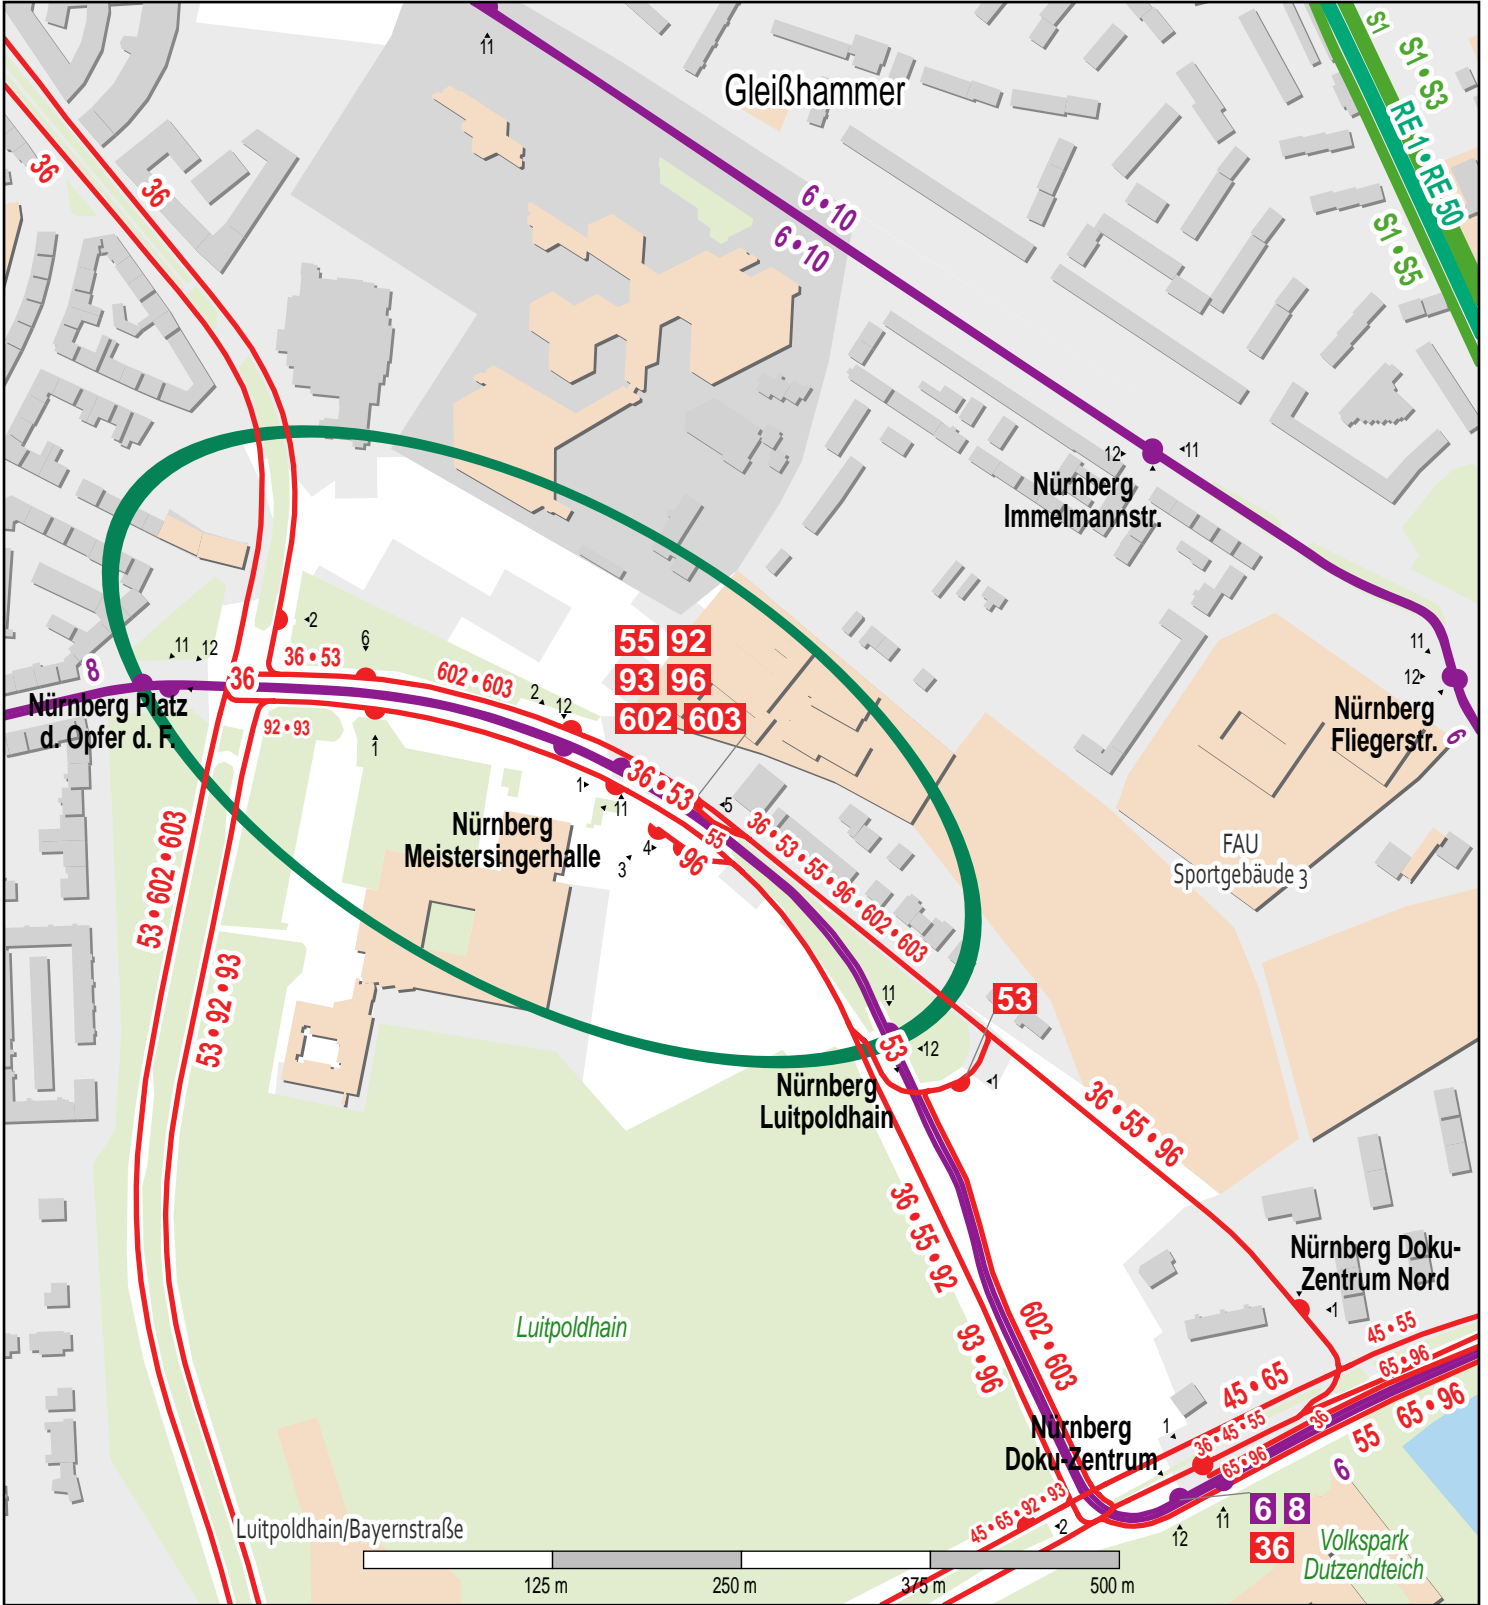 11
Gleißhammer
S1
S1•S3
RE 1•RE 50
S1•S5
36
36
6•10
6•10
12
11
Nürnberg
Immelmannstr.
11
12
Nürnberg
Fliegerstr.
6
2
6
11
12
8
36
36•53
602•603
2
12
55 92
93 96
602 603
Nürnberg Platz
d. Opfer d. F.
92•93
1
1
11
36•53
5
55
36•53•55•96•602•603
96
4
3
Nürnberg
Meistersingerhalle
FAU
Sportgebäude 3
53•602•603
53•92•93
11
53
53
12
1
Nürnberg
Luitpoldhain
36•55•96
36•55•92
Nürnberg Doku-
Zentrum Nord
1
Luitpoldhain
93•96
602•603
45•55
65•96
45•65
65•96
36
55
36•45•55
65•96
6
Nürnberg
Doku-Zentrum
1
45•65•92•93
2
6 8
36
12
11
Volkspark
Dutzendteich
Luitpoldhain/Bayernstraße
125 m
250 m
375 m
500 m